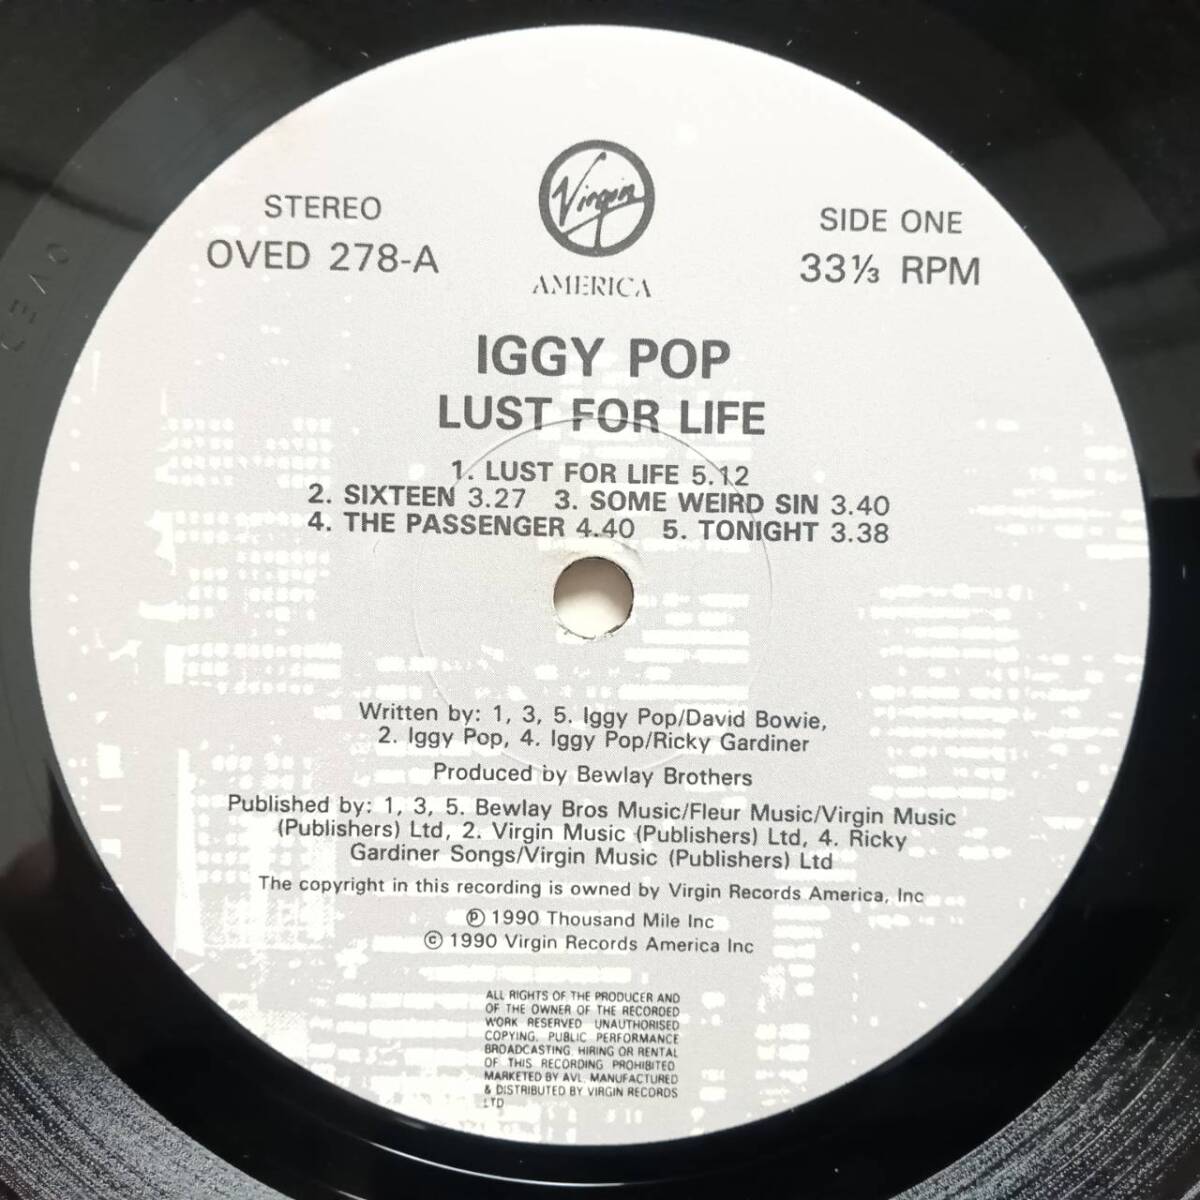 Virgin
AMERICA
STEREO
OVED 278-A
SIDE ONE
33⅓ RPM
IGGY POP
LUST FOR LIFE
1. LUST FOR LIFE 5.12
2. SIXTEEN 3.27 3. SOME WEIRD SIN 3.40
4. THE PASSENGER 4.40 5. TONIGHT 3.38
Written by: 1, 3, 5. Iggy Pop/David Bowie,
2. Iggy Pop, 4. Iggy Pop/Ricky Gardiner
Produced by Bewlay Brothers
Published by: 1, 3, 5. Bewlay Bros Music/Fleur Music/Virgin Music
(Publishers) Ltd, 2. Virgin Music (Publishers) Ltd, 4. Ricky
Gardiner Songs/Virgin Music (Publishers) Ltd
The copyright in this recording is owned by Virgin Records America, Inc
℗ 1990 Thousand Mile Inc
© 1990 Virgin Records America Inc
ALL RIGHTS OF THE PRODUCER AND
OF THE OWNER OF THE RECORDED
WORK RESERVED UNAUTHORISED
COPYING, PUBLIC PERFORMANCE
BROADCASTING, HIRING OR RENTAL
OF THIS RECORDING PROHIBITED
MARKETED BY AVL, MANUFACTURED
& DISTRIBUTED BY VIRGIN RECORDS
LTD